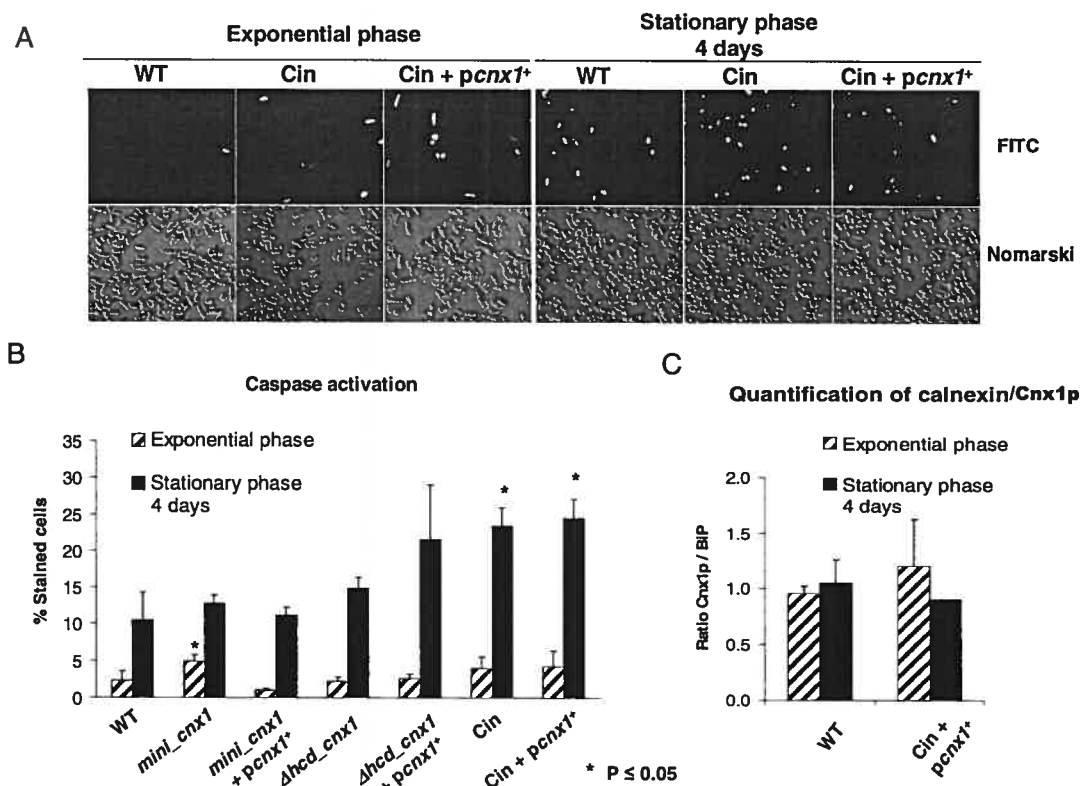 A
Exponential phase
Stationary phase
4 days
WT
Cin
Cin + pcnx1+
WT
Cin
Cin + pcnx1+
FITC
Nomarski
B
Caspase activation
Exponential phase
Stationary phase
4 days
% Stained cells
35
30
25
20
15
10
5
0
*
*
*
WT
mini_cnx1
mini_cnx1
+ pcnx1+
Δhcd_cnx1
Δhcd_cnx1
+ pcnx1+
Cin
Cin + pcnx1+
* P ≤ 0.05
C
Quantification of calnexin/Cnx1p
Exponential phase
Stationary phase
4 days
Ratio Cnx1p / BiP
2.0
1.5
1.0
0.5
0.0
WT
Cin +
pcnx1+